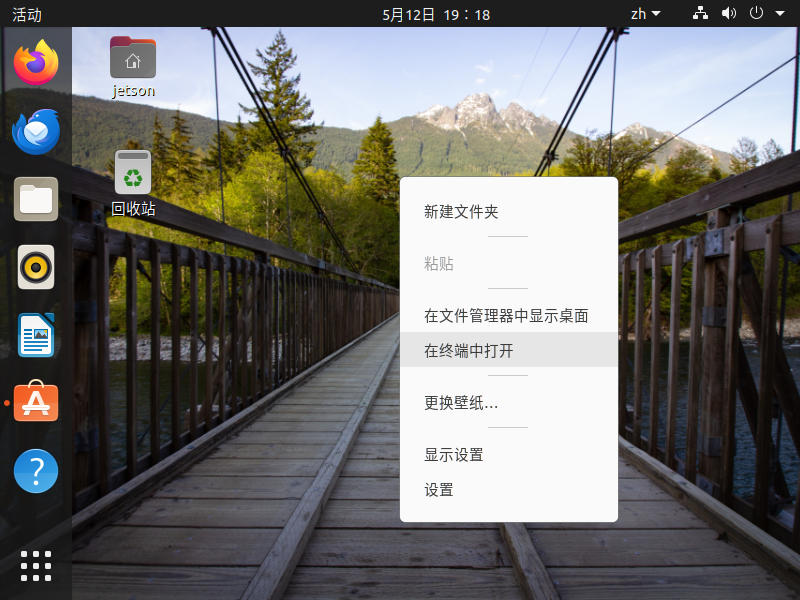 活动
5月12日 19：18
zh
jetson
回收站
新建文件夹
粘贴
在文件管理器中显示桌面
在终端中打开
更换壁纸…
显示设置
设置
?